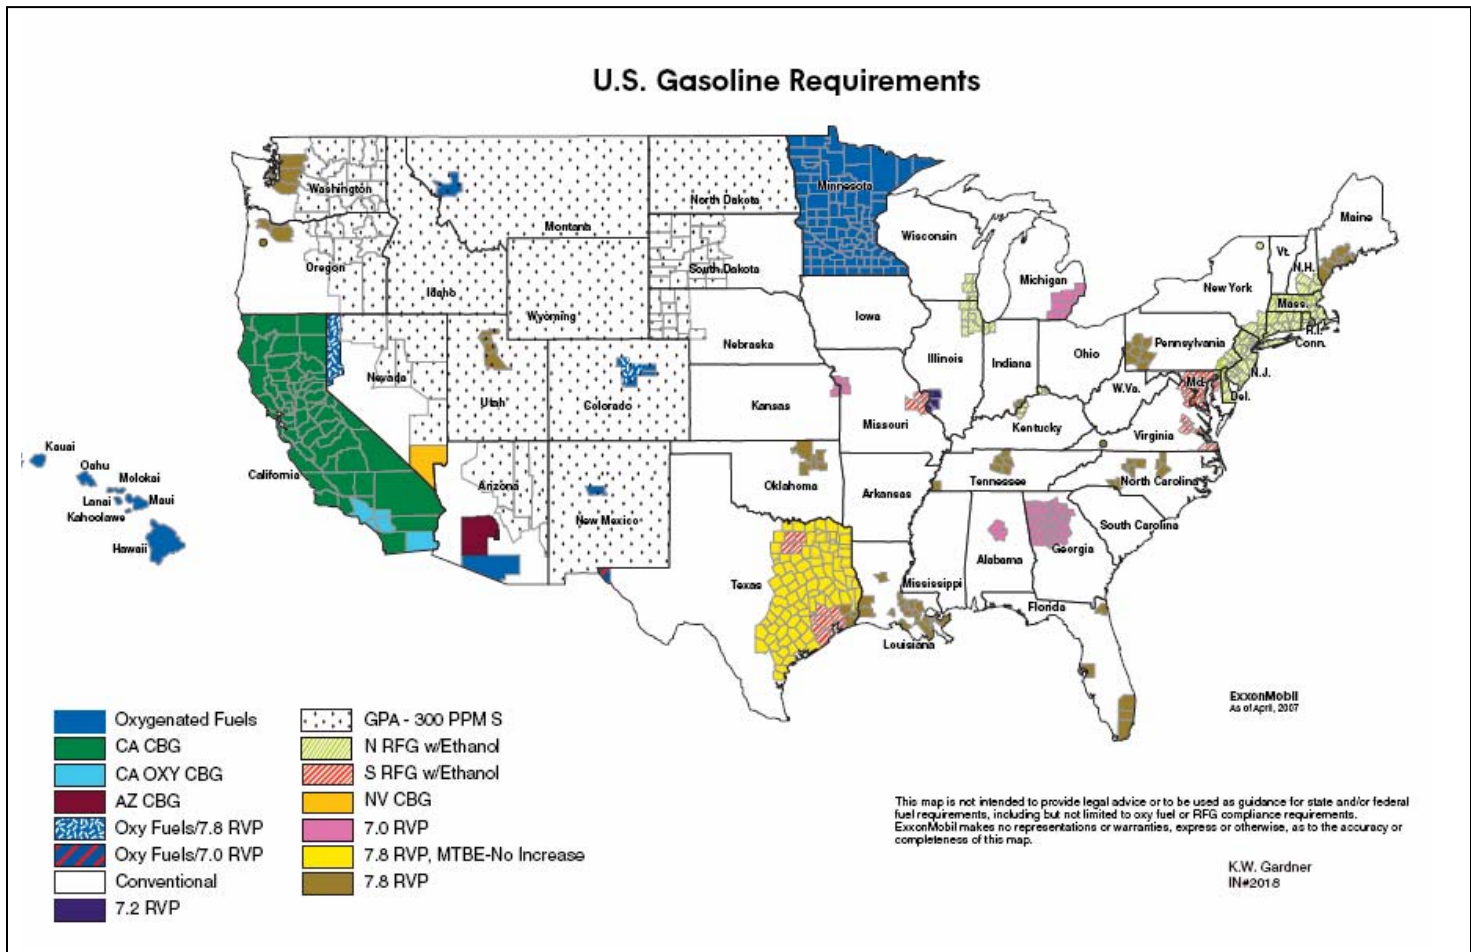 U.S. Gasoline Requirements
Washington
Oregon
Idaho
Montana
North Dakota
South Dakota
Minnesota
Wisconsin
Michigan
Maine
Vt.
N.H.
New York
Mass.
R.I.
Conn.
Pennsylvania
N.J.
Md.
Del.
Wyoming
Nebraska
Iowa
Illinois
Indiana
Ohio
W.Va.
Virginia
Kentucky
Nevada
Utah
Colorado
Kansas
Missouri
California
Arizona
New Mexico
Oklahoma
Arkansas
Tennessee
North Carolina
South Carolina
Texas
Louisiana
Mississippi
Alabama
Georgia
Florida
Kauai
Oahu
Molokai
Lanai
Maui
Kahoolawe
Hawaii
ExxonMobil
As of April, 2007
Oxygenated Fuels
CA CBG
CA OXY CBG
AZ CBG
Oxy Fuels/7.8 RVP
Oxy Fuels/7.0 RVP
Conventional
7.2 RVP
GPA - 300 PPM S
N RFG w/Ethanol
S RFG w/Ethanol
NV CBG
7.0 RVP
7.8 RVP, MTBE-No Increase
7.8 RVP
This map is not intended to provide legal advice or to be used as guidance for state and/or federal
fuel requirements, including but not limited to oxy fuel or RFG compliance requirements.
ExxonMobil makes no representations or warranties, express or otherwise, as to the accuracy or
completeness of this map.
K.W. Gardner
IN#2018